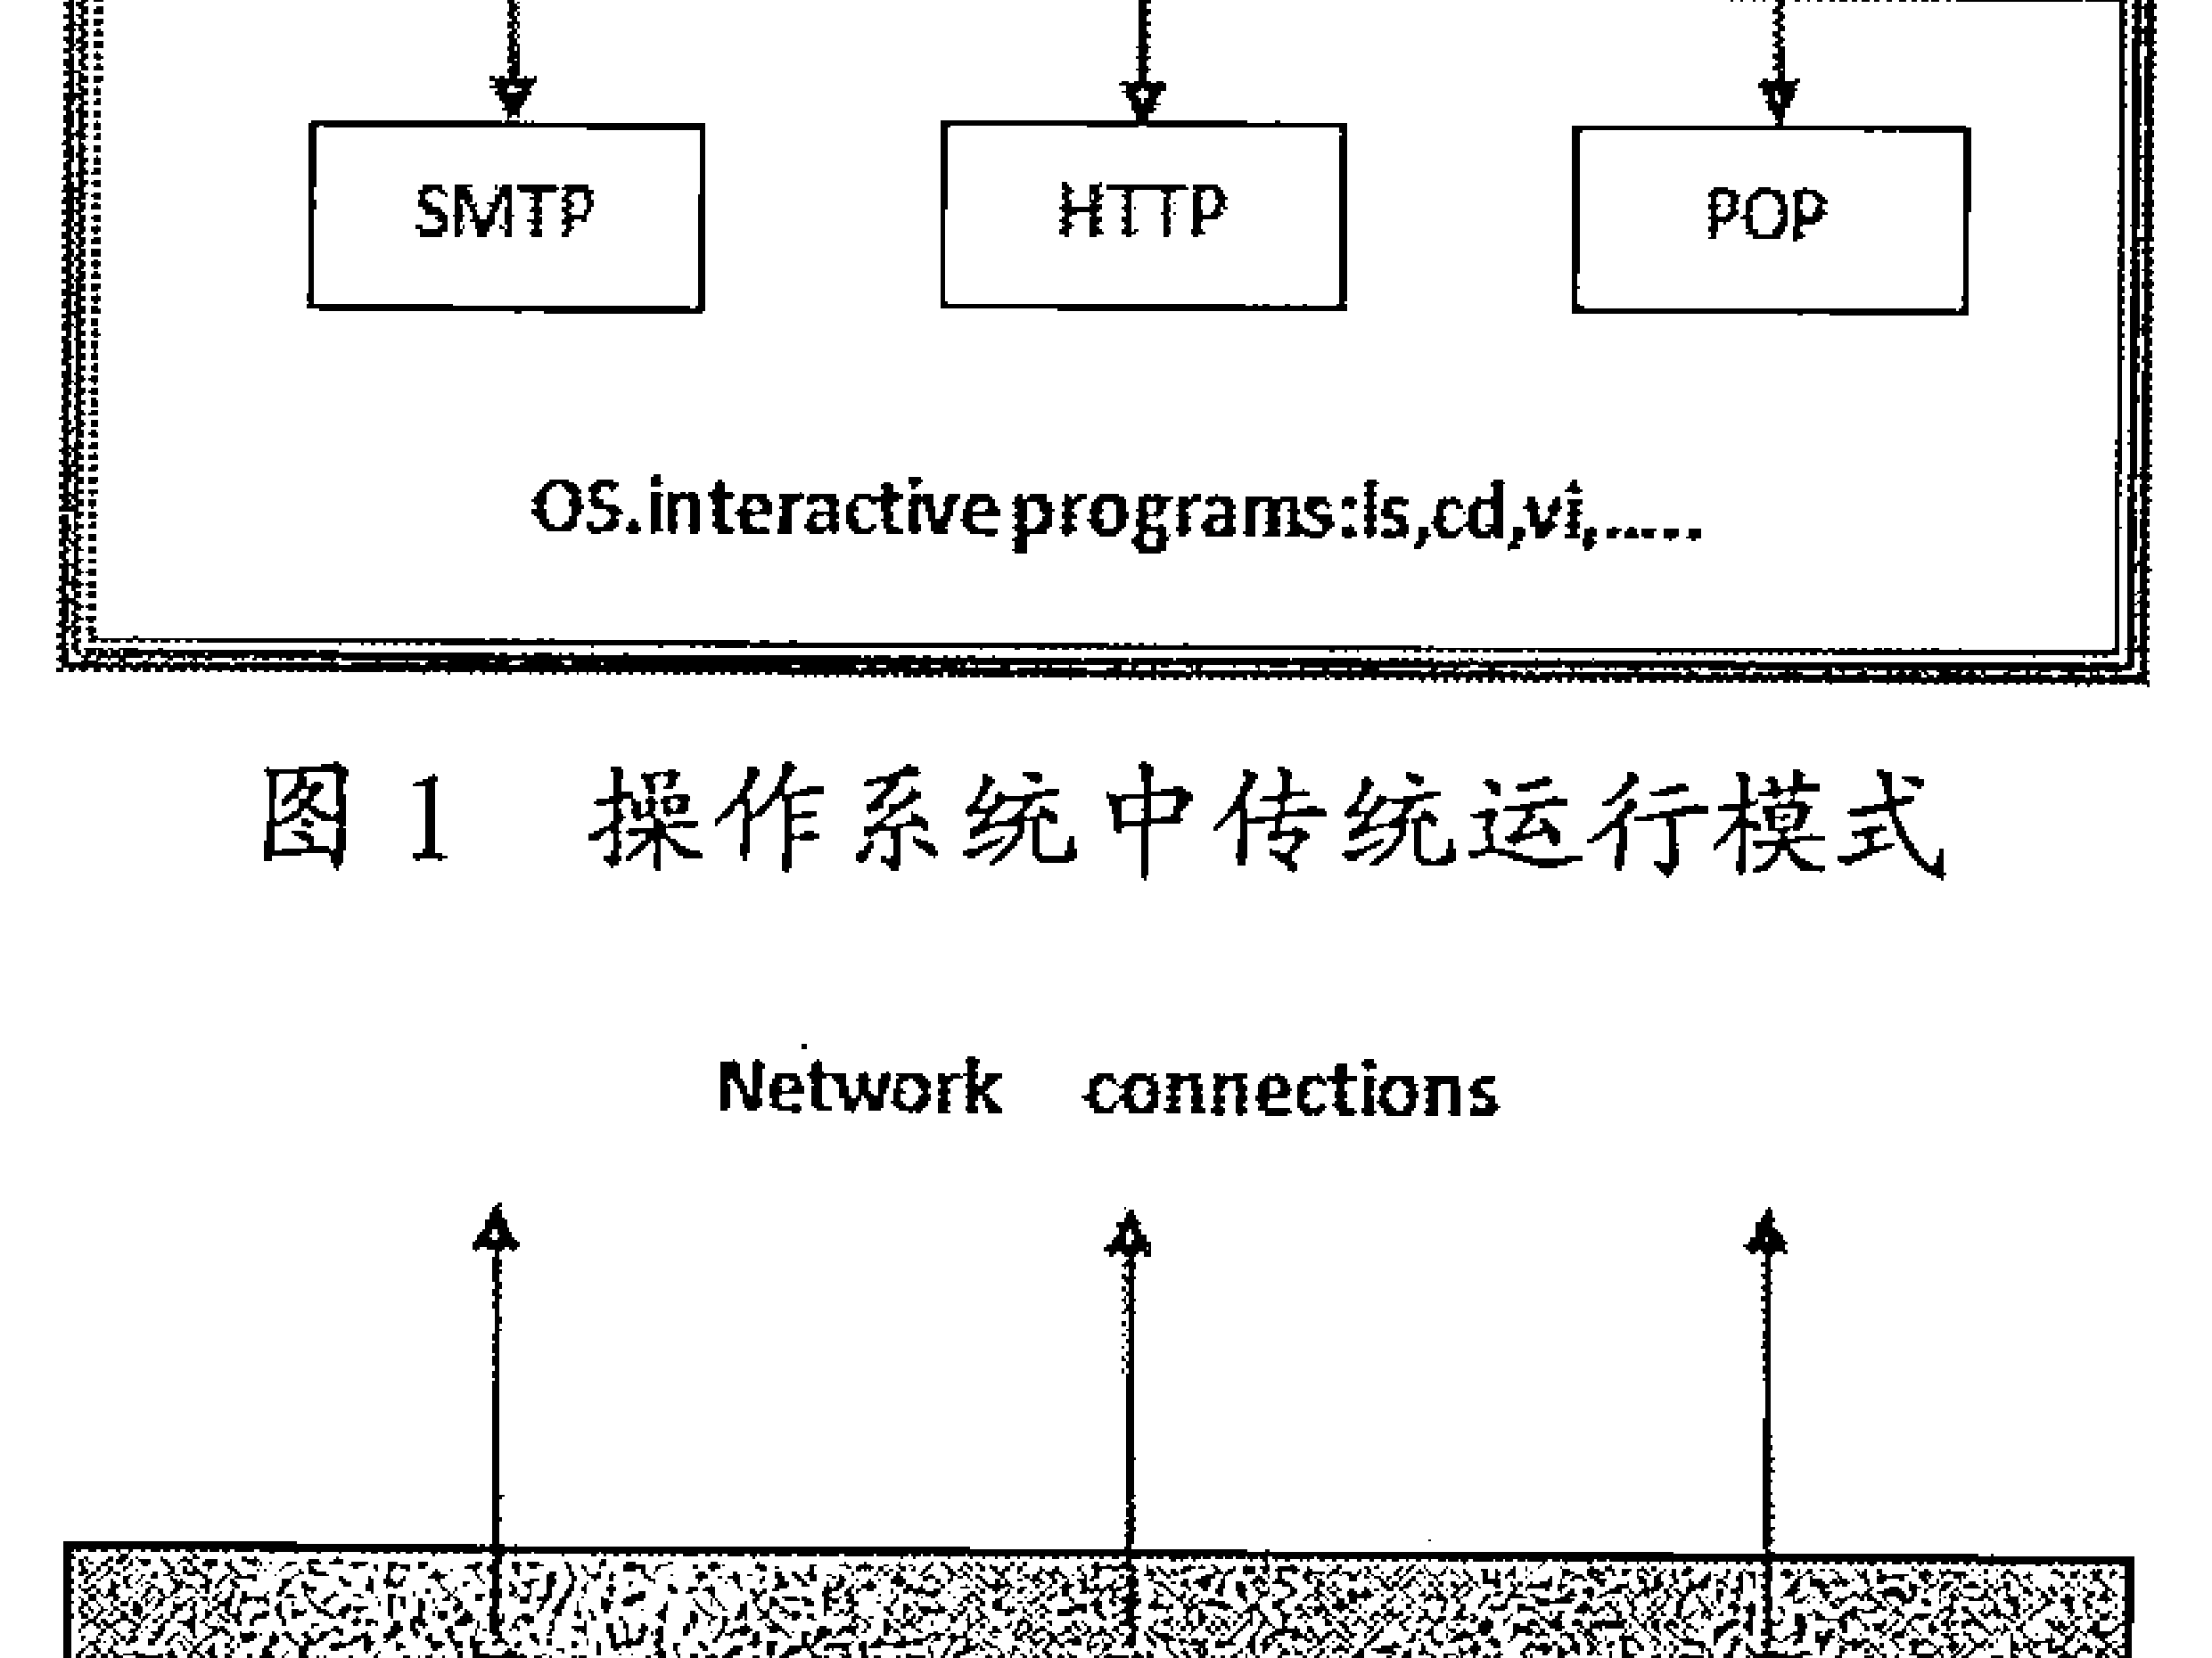 SMTP HTTP POP
OS.interactive programs:ls,cd,vi,.....
图1 操作系统中传统运行模式
Network connections